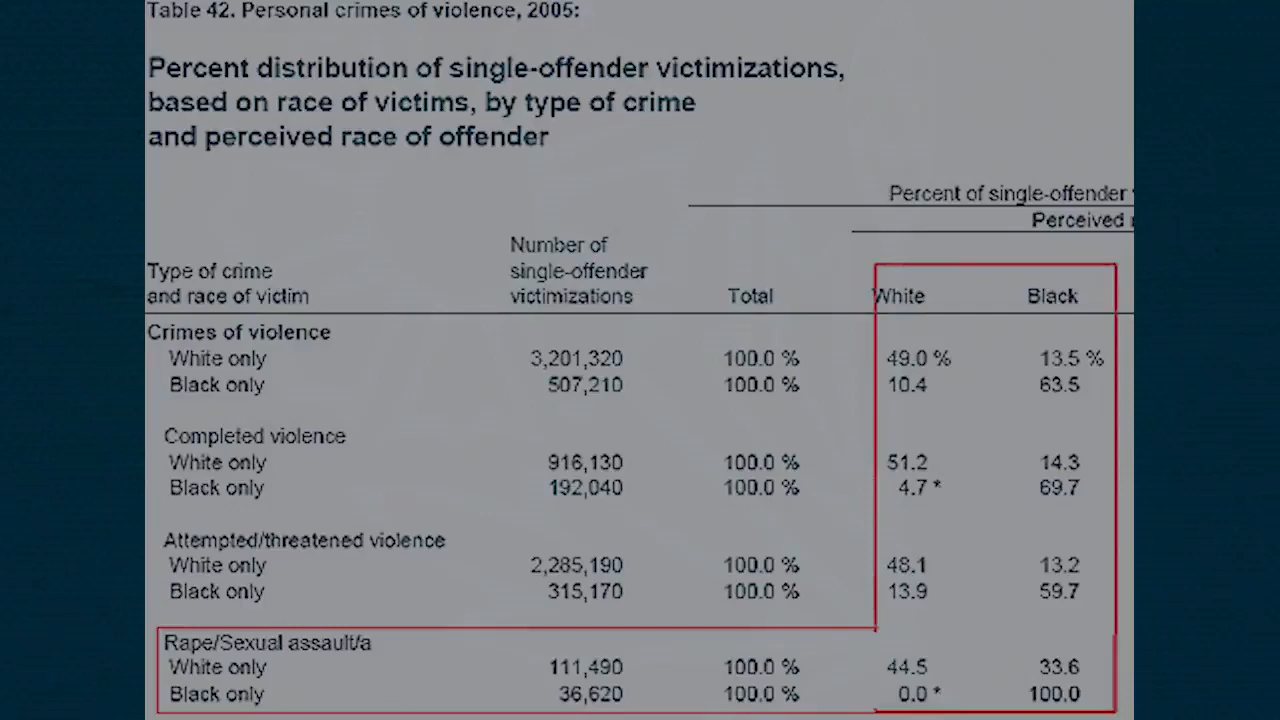 Table 42. Personal crimes of violence, 2005:
Percent distribution of single-offender victimizations,
based on race of victims, by type of crime
and perceived race of offender
Percent of single-offender
Perceived
Number of
Type of crime single-offender
and race of victim victimizations Total White Black
Crimes of violence
White only 3,201,320 100.0 % 49.0 % 13.5 %
Black only 507,210 100.0 % 10.4 63.5
Completed violence
White only 916,130 100.0 % 51.2 14.3
Black only 192,040 100.0 % 4.7 * 69.7
Attempted/threatened violence
White only 2,285,190 100.0 % 48.1 13.2
Black only 315,170 100.0 % 13.9 59.7
Rape/Sexual assault/a
White only 111,490 100.0 % 44.5 33.6
Black only 36,620 100.0 % 0.0 * 100.0